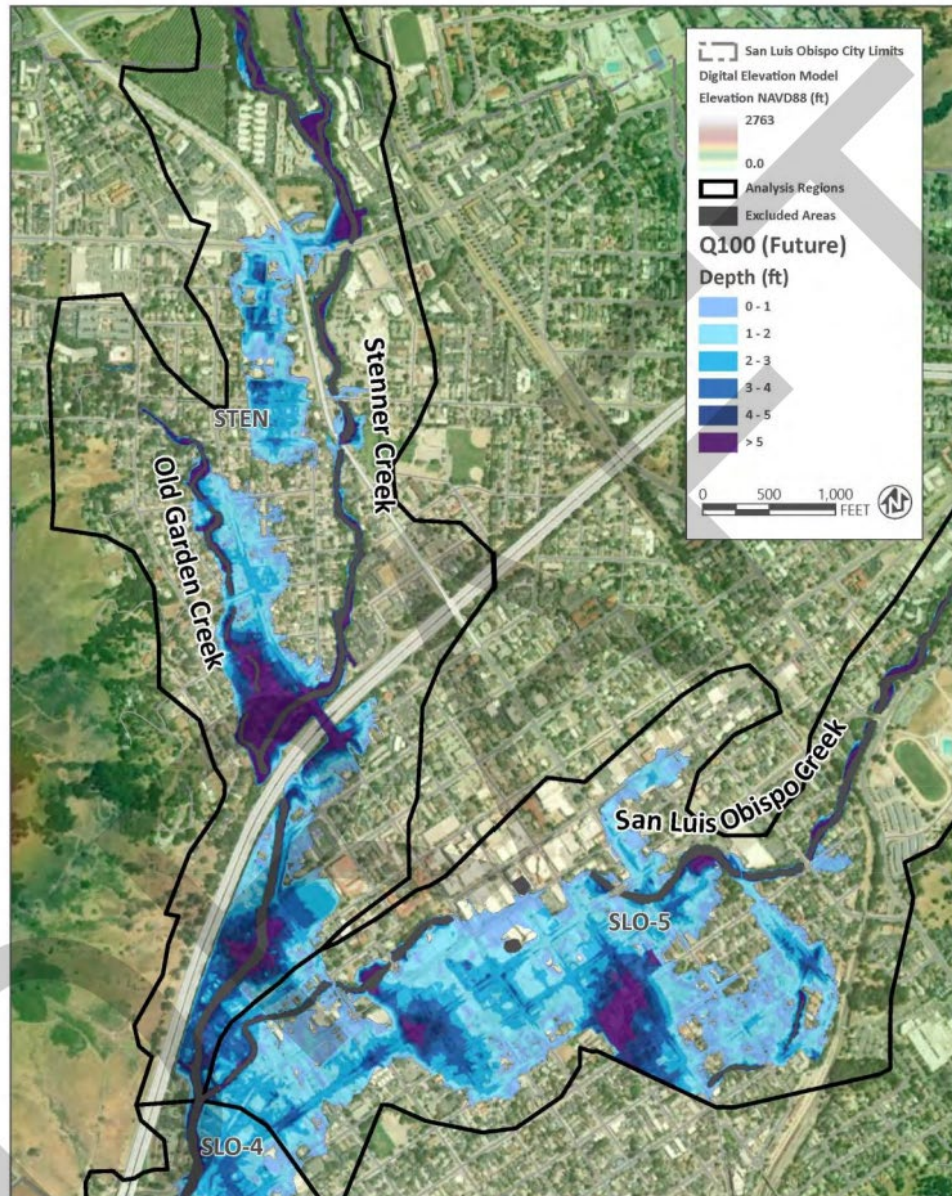 San Luis Obispo City Limits
Digital Elevation Model
Elevation NAVD88 (ft)
2763
0.0
Analysis Regions
Excluded Areas
Q100 (Future)
Depth (ft)
0 - 1
1 - 2
2 - 3
3 - 4
4 - 5
> 5
0 500 1,000
FEET
N
Stenner Creek
STEN
Old Garden Creek
San Luis Obispo Creek
SLO-5
SLO-4